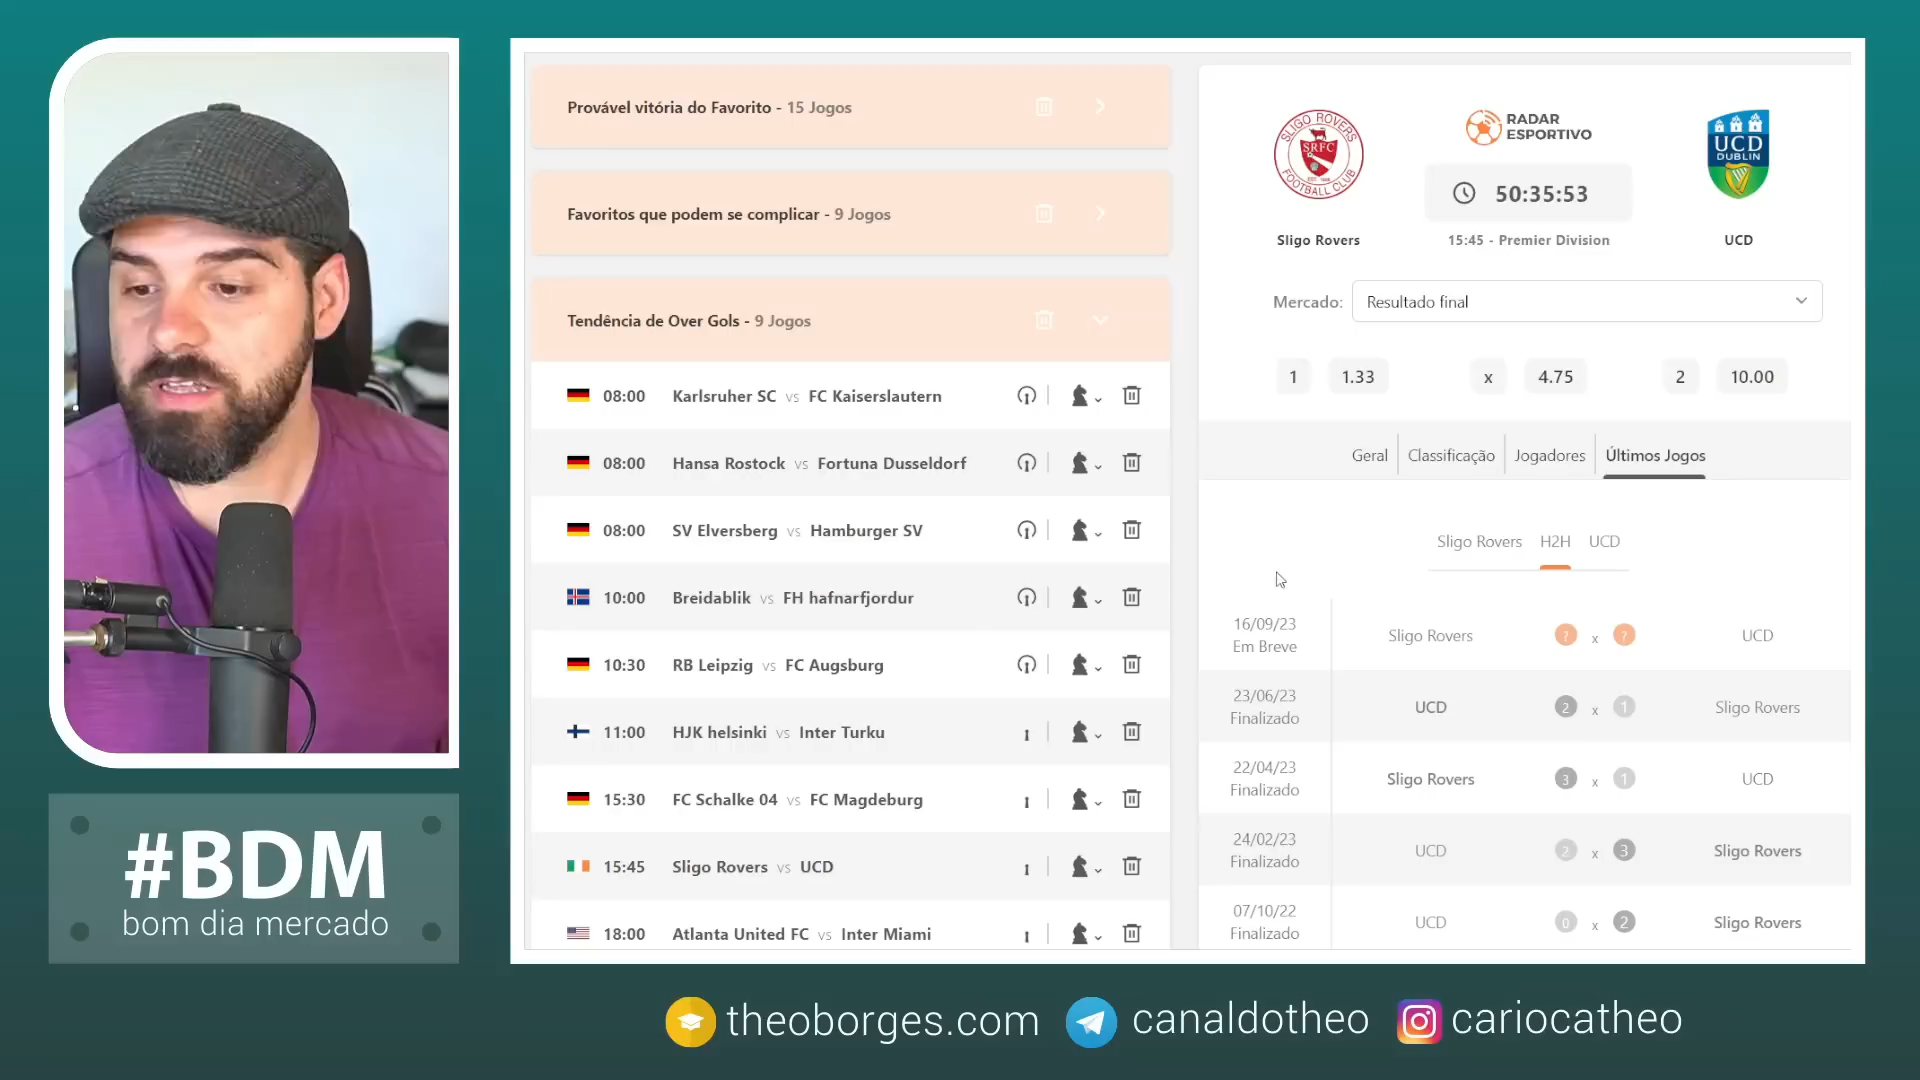 Provável vitória do Favorito - 15 Jogos
Favoritos que podem se complicar - 9 Jogos
Tendência de Over Gols - 9 Jogos
08:00 Karlsruher SC vs FC Kaiserslautern
08:00 Hansa Rostock vs Fortuna Dusseldorf
08:00 SV Elversberg vs Hamburger SV
10:00 Breidablik vs FH hafnarfjordur
10:30 RB Leipzig vs FC Augsburg
11:00 HJK helsinki vs Inter Turku
15:30 FC Schalke 04 vs FC Magdeburg
15:45 Sligo Rovers vs UCD
18:00 Atlanta United FC vs Inter Miami
SLIGO ROVERS
SRFC
FOOTBALL CLUB
RADAR
ESPORTIVO
UCD
DUBLIN
50:35:53
Sligo Rovers
15:45 - Premier Division
UCD
Mercado: Resultado final
1 1.33 x 4.75 2 10.00
Geral Classificação Jogadores Últimos Jogos
Sligo Rovers H2H UCD
16/09/23
Em Breve
Sligo Rovers ? x ? UCD
23/06/23
Finalizado
UCD 2 x 1 Sligo Rovers
22/04/23
Finalizado
Sligo Rovers 3 x 1 UCD
24/02/23
Finalizado
UCD 2 x 3 Sligo Rovers
07/10/22
Finalizado
UCD 0 x 2 Sligo Rovers
#BDM
bom dia mercado
theoborges.com canaldotheo cariocatheo